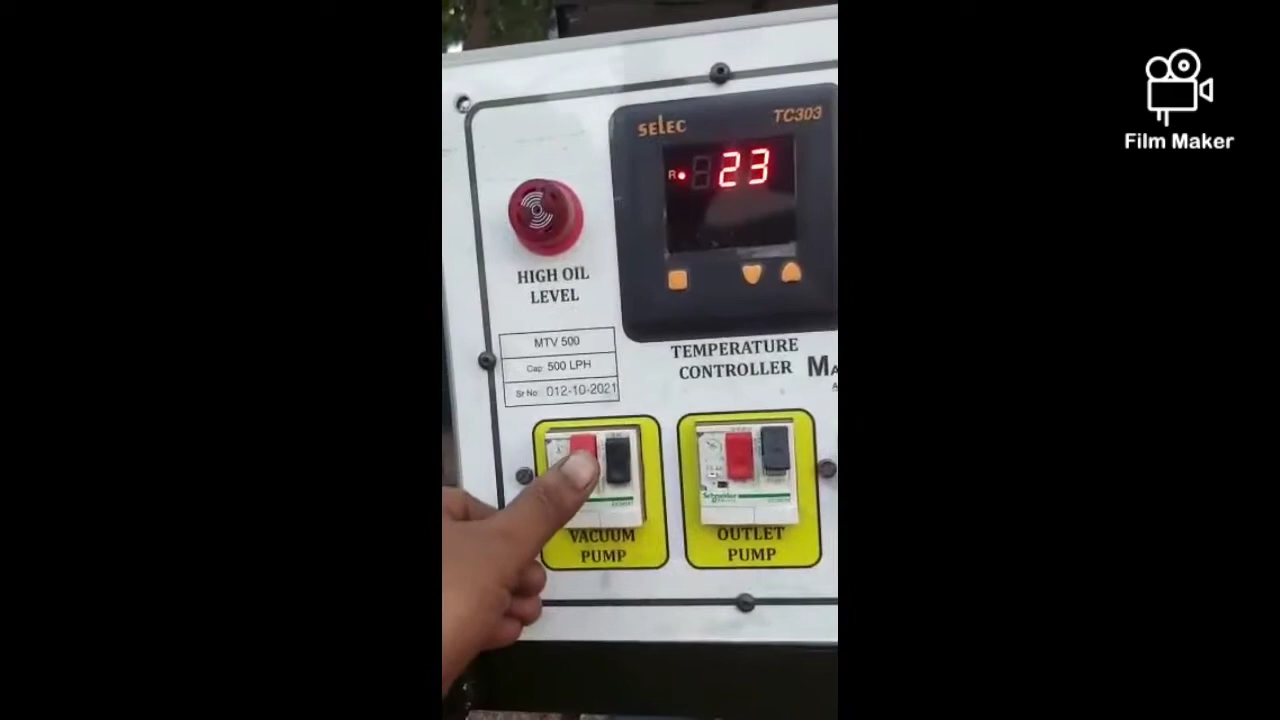 Film Maker
selec
TC303
R
23
HIGH OIL
LEVEL
MTV 500
Cap: 500 LPH
Sr No: 012-10-2021
TEMPERATURE
CONTROLLER
Schneider
VACUUM
PUMP
OUTLET
PUMP